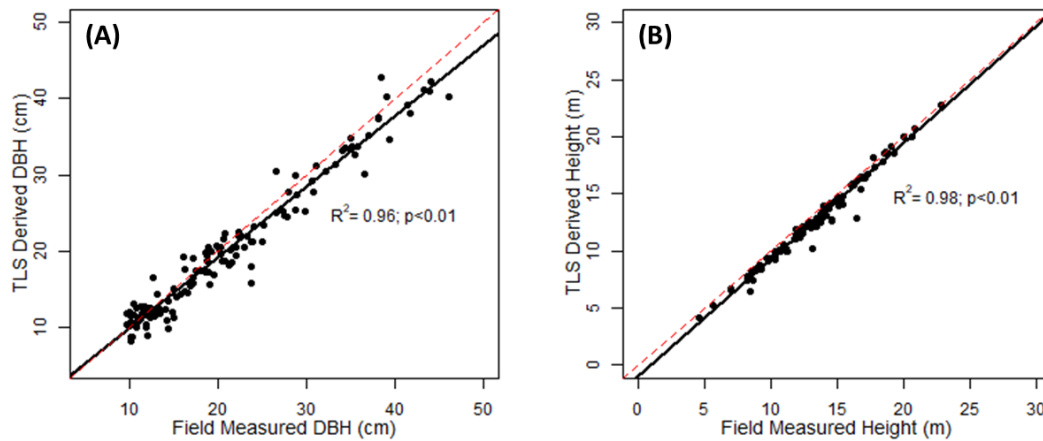 (A)
50
40
30
20
10
TLS Derived DBH (cm)
R²= 0.96; p<0.01
10 20 30 40 50
Field Measured DBH (cm)
(B)
30
25
20
15
10
5
0
TLS Derived Height (m)
R²= 0.98; p<0.01
0 5 10 15 20 25 30
Field Measured Height (m)